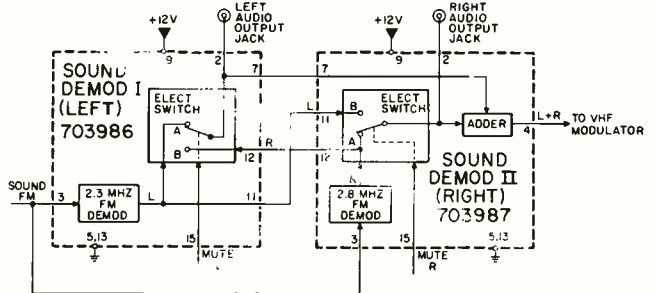 LEFT
AUDIO
OUTPUT
JACK
RIGHT
AUDIO
OUTPUT
JACK
+12V
+12V
9
2
9
2
7
7
SOUND
DEMOD I
(LEFT)
703986
ELECT
SWITCH
A
B
L
11
R
12
12
ELECT
SWITCH
B
A
ADDER
L+R
4
TO VHF
MODULATOR
SOUND
DEMOD II
(RIGHT)
703987
SOUND
FM
3
2.3 MHZ
FM
DEMOD
L
11
2.8 MHZ
FM
DEMOD
5,13
15
MUTE
3
15
MUTE
R
5,13